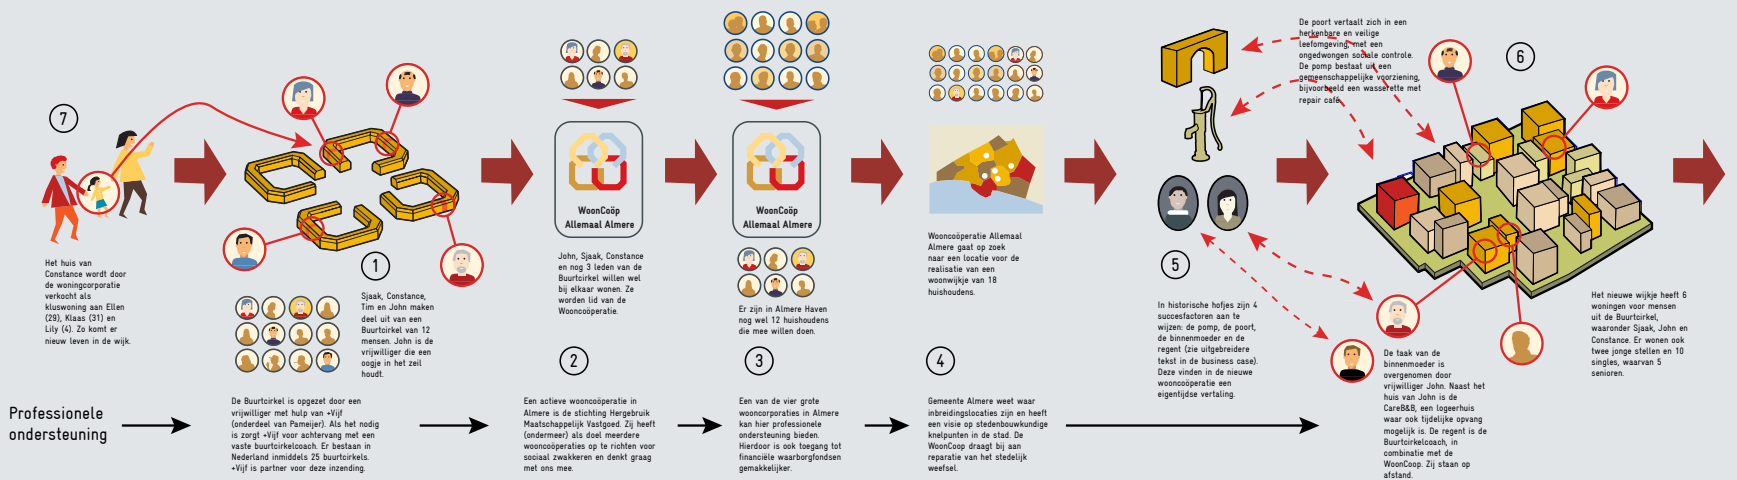 7
Het huis van
Constance wordt door
de woningcorporatie
verkocht als
kluswoning aan Ellen
(29), Klaas (31) en
Lily (4). Zo komt er
nieuw leven in de wijk.
1
Sjaak, Constance,
Tim en John maken
deel uit van een
Buurtcirkel van 12
mensen. John is de
vrijwilliger die een
oogje in het zeil
houdt.
WoonCoöp
Allemaal Almere
John, Sjaak, Constance
en nog 3 leden van de
Buurtcirkel willen wel
bij elkaar wonen. Ze
worden lid van de
Wooncoöperatie.
2
WoonCoöp
Allemaal Almere
Er zijn in Almere Haven
nog wel 12 huishoudens
die mee willen doen.
3
Wooncoöperatie Allemaal
Almere gaat op zoek
naar een locatie voor de
realisatie van een
woonwijkje van 18
huishoudens.
4
5
In historische hofjes zijn 4
succesfactoren aan te
wijzen: de pomp, de poort,
de binnenmoeder en de
regent (zie uitgebreidere
tekst in de business case).
Deze vinden in de nieuwe
wooncoöperatie een
eigentijdse vertaling.
De poort vertaalt zich in een
herkenbare en veilige
leefomgeving, met een
ongedwongen sociale controle.
De pomp bestaat uit een
gemeenschappelijke voorziening,
bijvoorbeeld een wasserette met
repair café.
6
De taak van de
binnenmoeder is
overgenomen door
vrijwilliger John. Naast het
huis van John is de
CareB&B, een logeerhuis
waar ook tijdelijke opvang
mogelijk is. De regent is de
Buurtcirkelcoach, in
combinatie met de
WoonCoop. Zij staan op
afstand.
Het nieuwe wijkje heeft 6
woningen voor mensen
uit de Buurtcirkel,
waaronder Sjaak, John en
Constance. Er wonen ook
twee jonge stellen en 10
singles, waarvan 5
senioren.
Professionele
ondersteuning
De Buurtcirkel is opgezet door een
vrijwilliger met hulp van +Vijf
(onderdeel van Pameijer). Als het nodig
is zorgt +Vijf voor achtervang met een
vaste buurtcirkelcoach. Er bestaan in
Nederland inmiddels 25 buurtcirkels.
+Vijf is partner voor deze inzending.
Een actieve wooncoöperatie in
Almere is de stichting Hergebruik
Maatschappelijk Vastgoed. Zij heeft
(ondermeer) als doel meerdere
wooncoöperaties op te richten voor
sociaal zwakkeren en denkt graag
met ons mee.
Een van de vier grote
wooncorporaties in Almere
kan hier professionele
ondersteuning bieden.
Hierdoor is ook toegang tot
financiële waarborgfondsen
gemakkelijker.
Gemeente Almere weet waar
inbreidingslocaties zijn en heeft
een visie op stedenbouwkundige
knelpunten in de stad. De
WoonCoop draagt bij aan
reparatie van het stedelijk
weefsel.